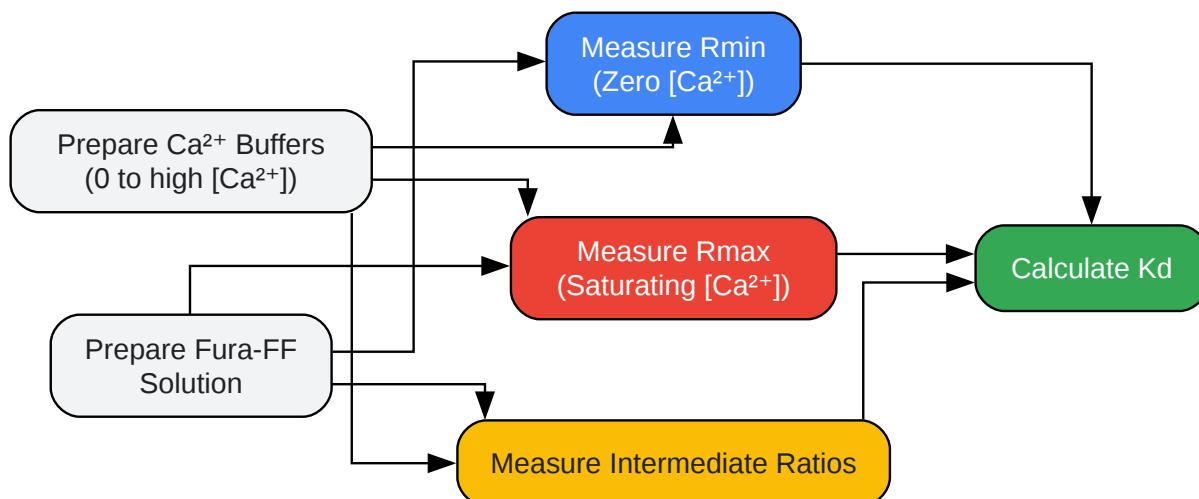 Measure Rmin
(Zero [Ca²⁺])
Prepare Ca²⁺ Buffers
(0 to high [Ca²⁺])
Measure Rmax
(Saturating [Ca²⁺])
Calculate Kd
Prepare Fura-FF
Solution
Measure Intermediate Ratios